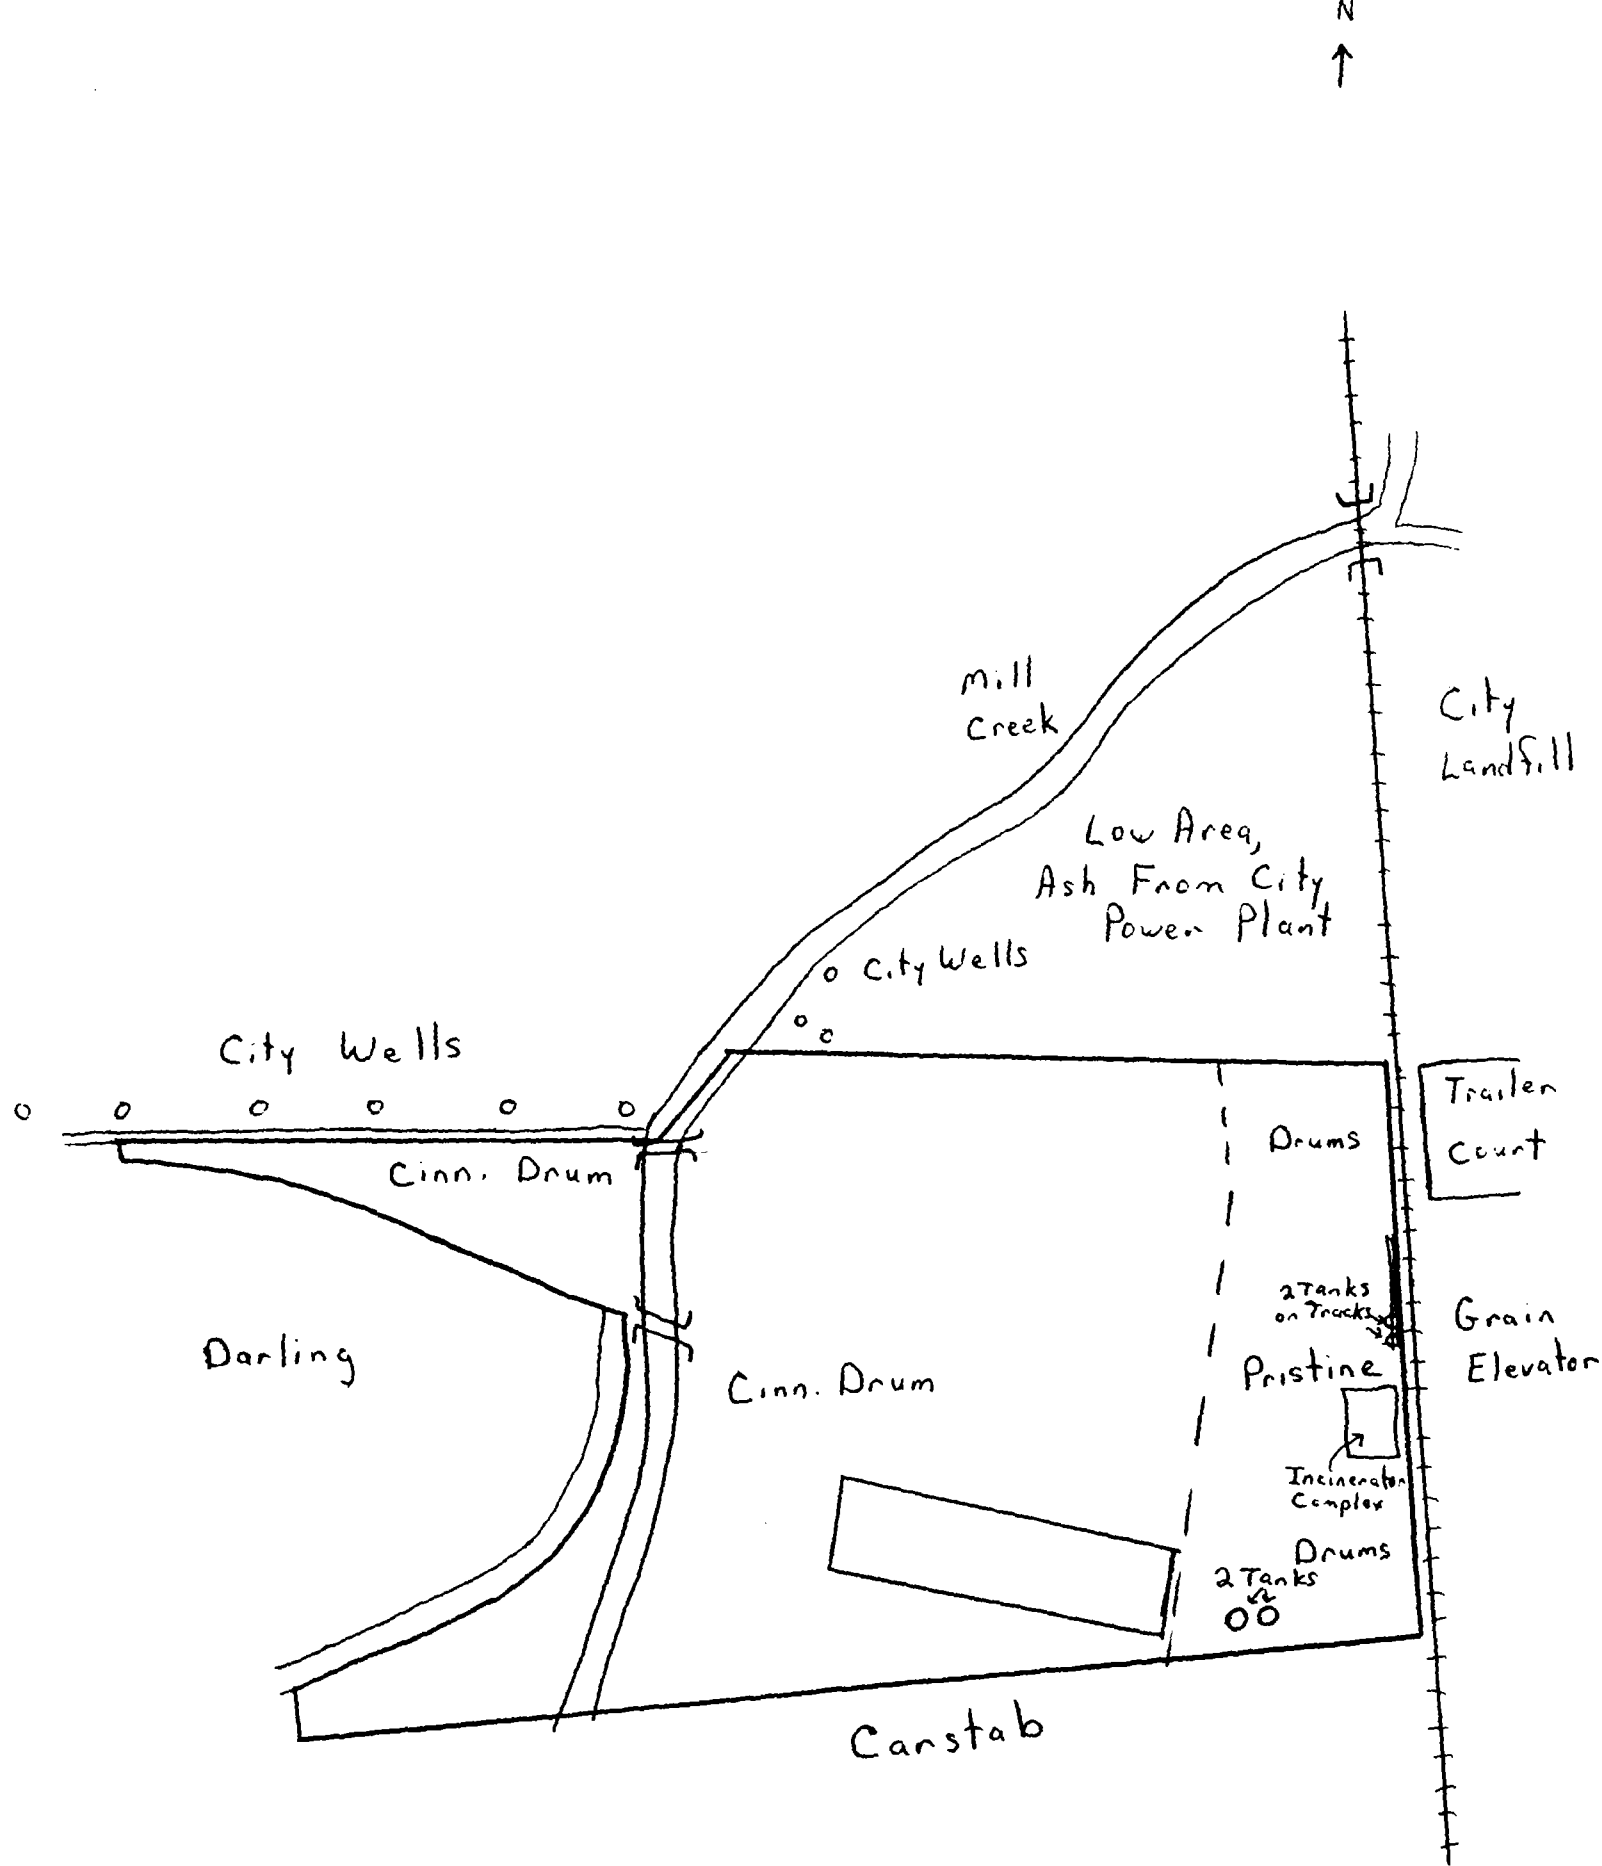 N
Mill
Creek
City
Landfill
Low Area,
Ash From City
Power Plant
City Wells
City Wells
Trailer
Court
Drums
Cinn. Drum
2 Tanks
on Tracks
Grain
Elevator
Darling
Pristine
Cinn. Drum
Incinerator
Complex
Drums
2 Tanks
Carstab